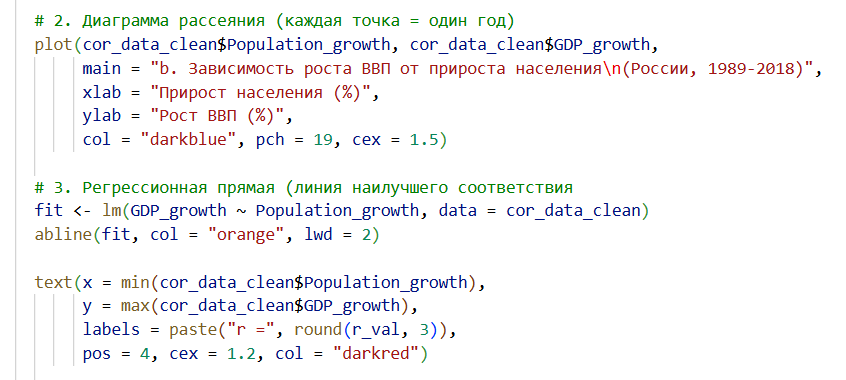 # 2. Диаграмма рассеяния (каждая точка = один год)
plot(cor_data_clean$Population_growth, cor_data_clean$GDP_growth,
main = "b. Зависимость роста ВВП от прироста населения\n(России, 1989-2018)",
xlab = "Прирост населения (%)",
ylab = "Рост ВВП (%)",
col = "darkblue", pch = 19, cex = 1.5)
# 3. Регрессионная прямая (линия наилучшего соответствия
fit <- lm(GDP_growth ~ Population_growth, data = cor_data_clean)
abline(fit, col = "orange", lwd = 2)
text(x = min(cor_data_clean$Population_growth),
y = max(cor_data_clean$GDP_growth),
labels = paste("r =", round(r_val, 3)),
pos = 4, cex = 1.2, col = "darkred")